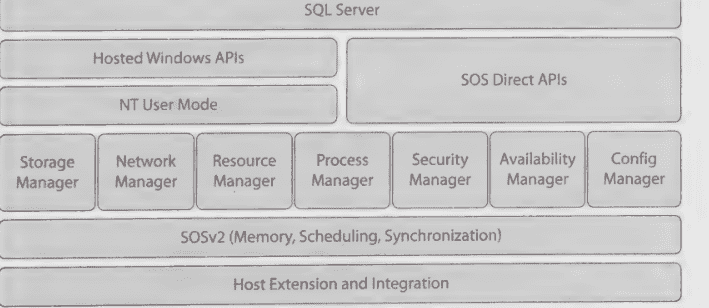 SQL Server
Hosted Windows APIs
SOS Direct APIs
NT User Mode
Storage
Manager
Network
Manager
Resource
Manager
Process
Manager
Security
Manager
Availability
Manager
Config
Manager
SOSv2 (Memory, Scheduling, Synchronization)
Host Extension and Integration